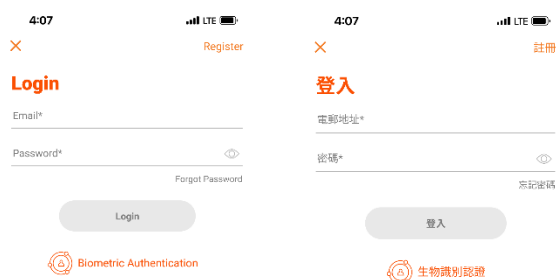 4:07 LTE
Register
Login
Email*
Password*
Forgot Password
Login
Biometric Authentication
4:07 LTE
註冊
登入
電郵地址*
密碼*
忘記密碼
登入
生物識別認證